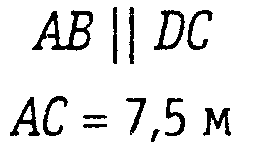 AB || DC
AC = 7,5 м